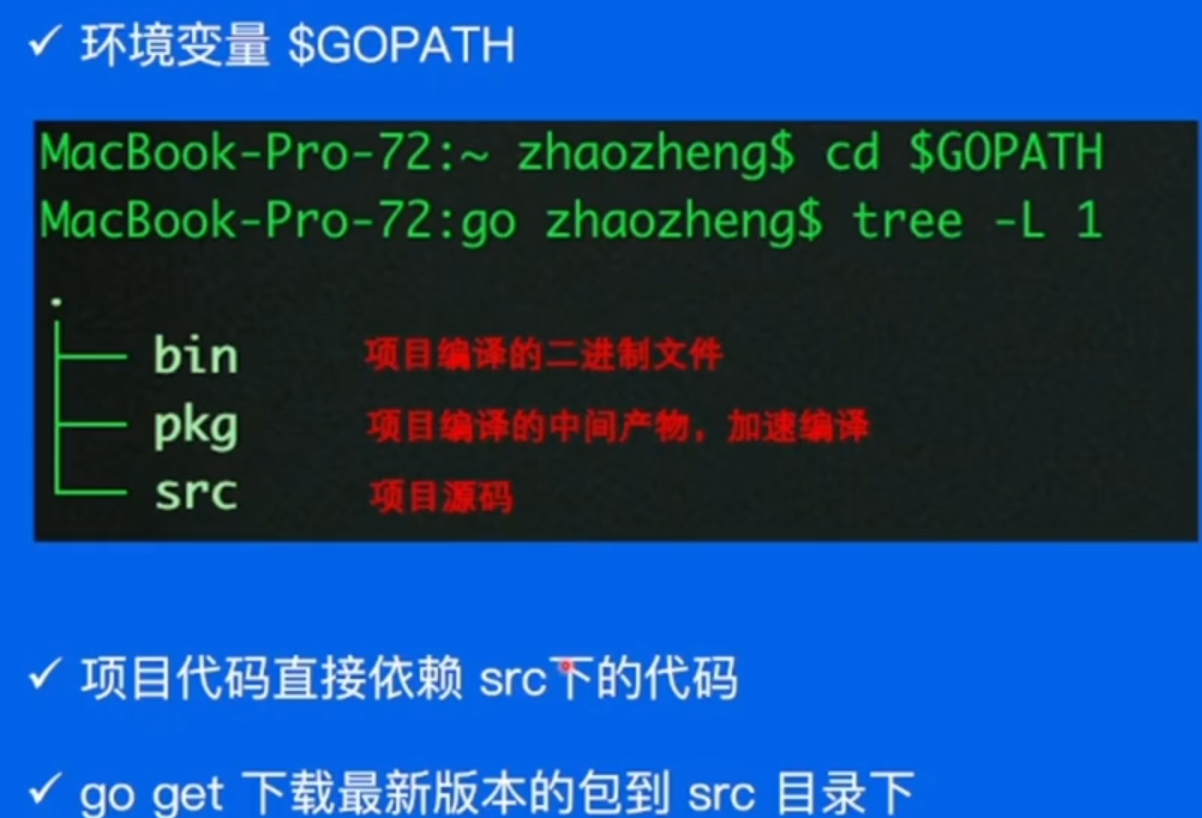 ✓ 环境变量 $GOPATH
MacBook-Pro-72:~ zhaozheng$ cd $GOPATH
MacBook-Pro-72:go zhaozheng$ tree -L 1
.
├── bin 项目编译的二进制文件
├── pkg 项目编译的中间产物，加速编译
└── src 项目源码
✓ 项目代码直接依赖 src下的代码
✓ go get 下载最新版本的包到 src 目录下